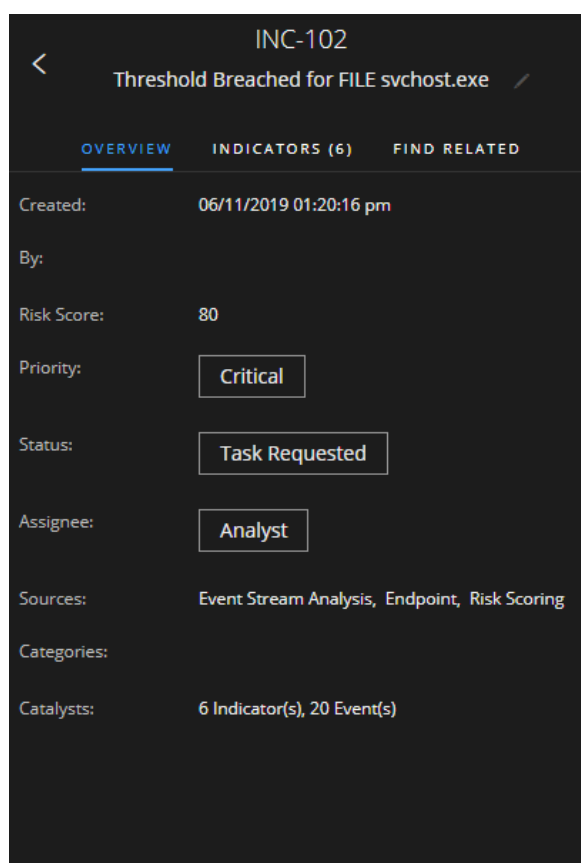 INC-102
Threshold Breached for FILE svchost.exe
OVERVIEW INDICATORS (6) FIND RELATED
Created: 06/11/2019 01:20:16 pm
By:
Risk Score: 80
Priority: Critical
Status: Task Requested
Assignee: Analyst
Sources: Event Stream Analysis, Endpoint, Risk Scoring
Categories:
Catalysts: 6 Indicator(s), 20 Event(s)